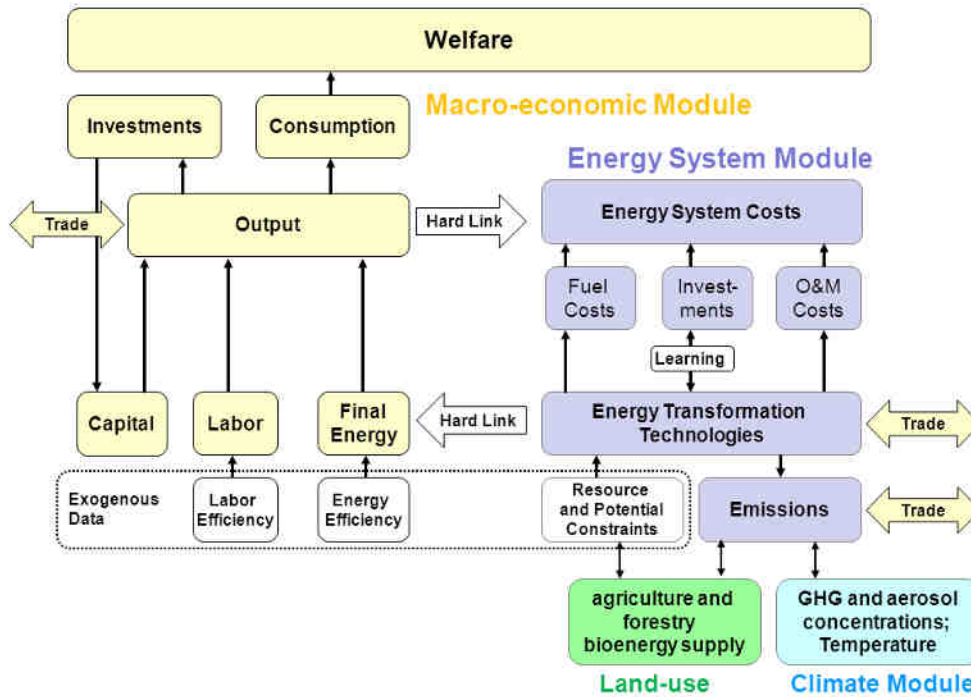 Welfare
Macro-economic Module
Investments
Consumption
Energy System Module
Trade
Output
Hard Link
Energy System Costs
Fuel
Costs
Invest-
ments
O&M
Costs
Learning
Capital
Labor
Final
Energy
Hard Link
Energy Transformation
Technologies
Trade
Exogenous
Data
Labor
Efficiency
Energy
Efficiency
Resource
and Potential
Constraints
Emissions
Trade
agriculture and
forestry
bioenergy supply
GHG and aerosol
concentrations;
Temperature
Land-use
Climate Module